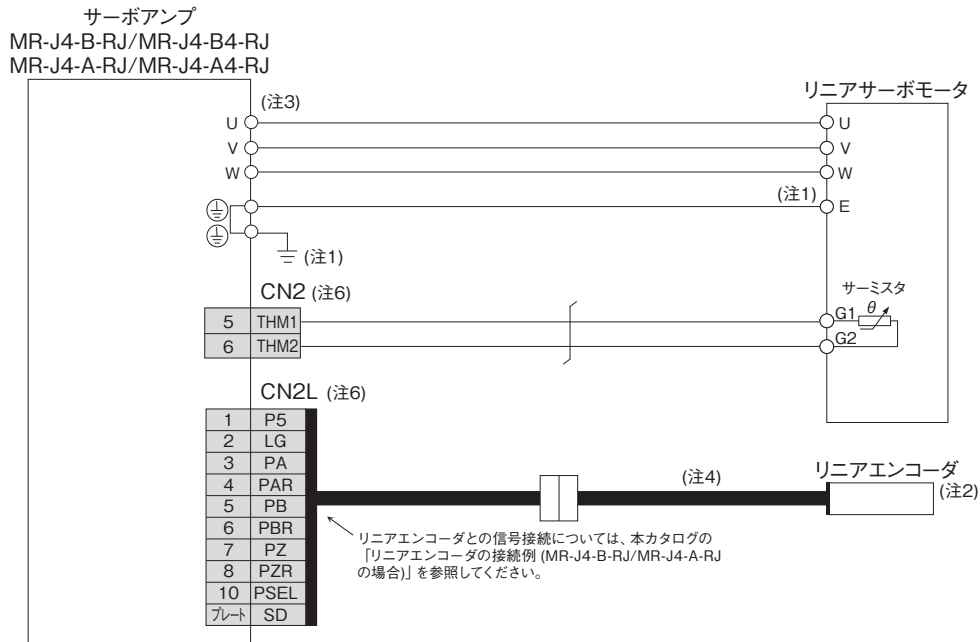 サーボアンプ
MR-J4-B-RJ/MR-J4-B4-RJ
MR-J4-A-RJ/MR-J4-A4-RJ
リニアサーボモータ
(注3)
U U
V V
W W
(注1)
E
(注1)
CN2 (注6)
サーミスタ
5 THM1 G1 θ
6 THM2 G2
CN2L (注6)
1 P5
2 LG
3 PA
4 PAR
5 PB
6 PBR
7 PZ
8 PZR
10 PSEL
プレート SD
(注4)
リニアエンコーダ
(注2)
リニアエンコーダとの信号接続については、本カタログの
「リニアエンコーダの接続例 (MR-J4-B-RJ/MR-J4-A-RJ
の場合)」を参照してください。